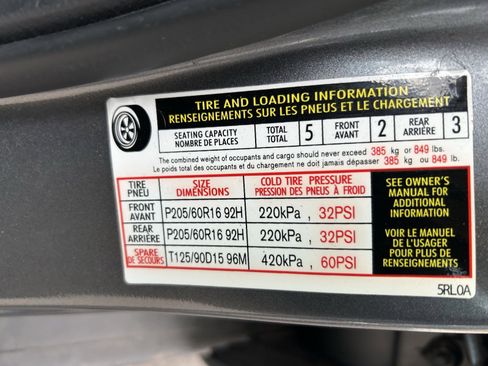 TIRE AND LOADING INFORMATION
RENSEIGNEMENTS SUR LES PNEUS ET LE CHARGEMENT
SEATING CAPACITY TOTAL 5 FRONT 2 REAR 3
NOMBRE DE PLACES TOTAL AVANT ARRIÈRE
The combined weight of occupants and cargo should never exceed 385 kg or 849 lbs.
Le poids total des occupants et du chargement ne doit jamais dépasser 385 kg ou 849 lb.
TIRE SIZE COLD TIRE PRESSURE
PNEU DIMENSIONS PRESSION DES PNEUS À FROID
FRONT
AVANT P205/60R16 92H 220kPa , 32PSI
REAR
ARRIÈRE P205/60R16 92H 220kPa , 32PSI
SPARE
DE SECOURS T125/90D15 96M 420kPa , 60PSI
SEE OWNER'S
MANUAL FOR
ADDITIONAL
INFORMATION
VOIR LE MANUEL
DE L'USAGER
POUR PLUS DE
RENSEIGNEMENTS
5RL0A